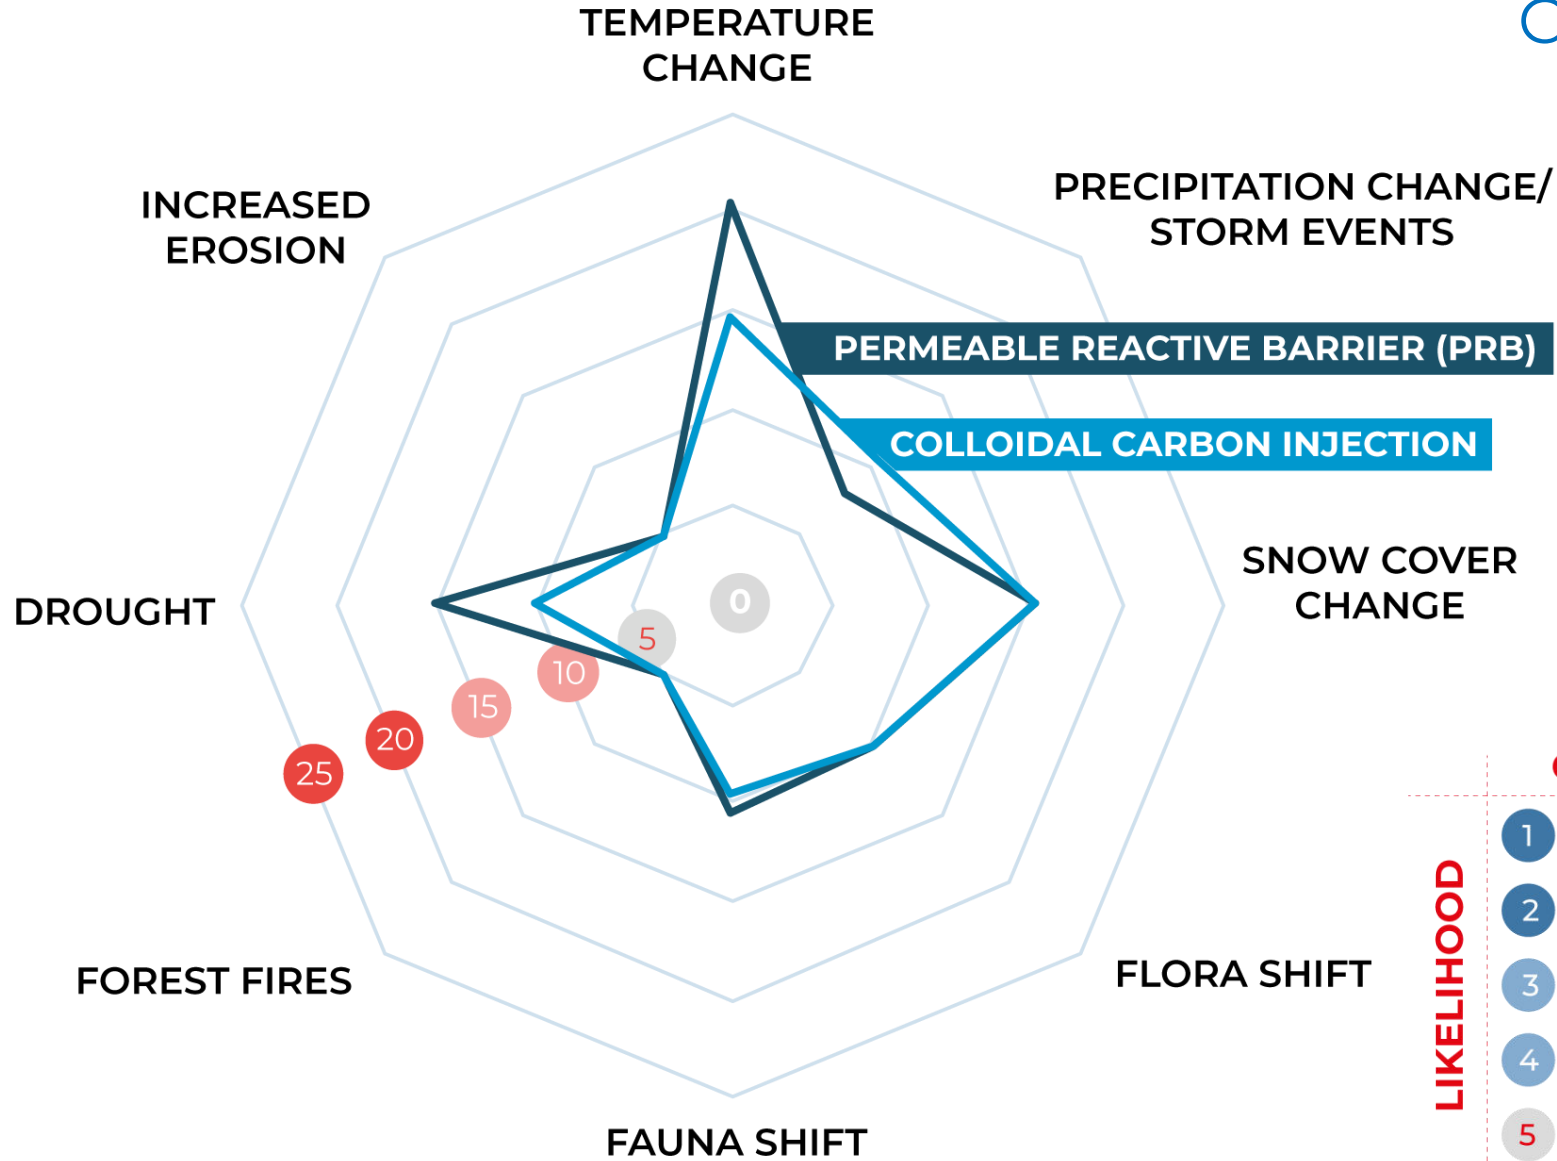 TEMPERATURE
CHANGE
INCREASED
EROSION
PRECIPITATION CHANGE/
STORM EVENTS
PERMEABLE REACTIVE BARRIER (PRB)
COLLOIDAL CARBON INJECTION
SNOW COVER
CHANGE
DROUGHT
0
5
10
15
20
25
FOREST FIRES
FLORA SHIFT
FAUNA SHIFT
LIKELIHOOD
1
2
3
4
5